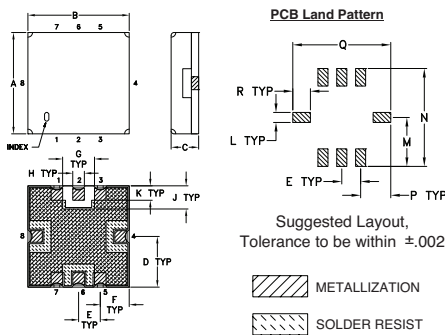 B
7 6 5
A
8
4
INDEX
1 2 3
C
PCB Land Pattern
Q
R TYP
L TYP
N
M
E TYP
P TYP
G
TYP
H TYP
1 2 3
K TYP
J TYP
8
4
D TYP
7 6 5
F TYP
E TYP
Suggested Layout,
Tolerance to be within ±.002
METALLIZATION
SOLDER RESIST